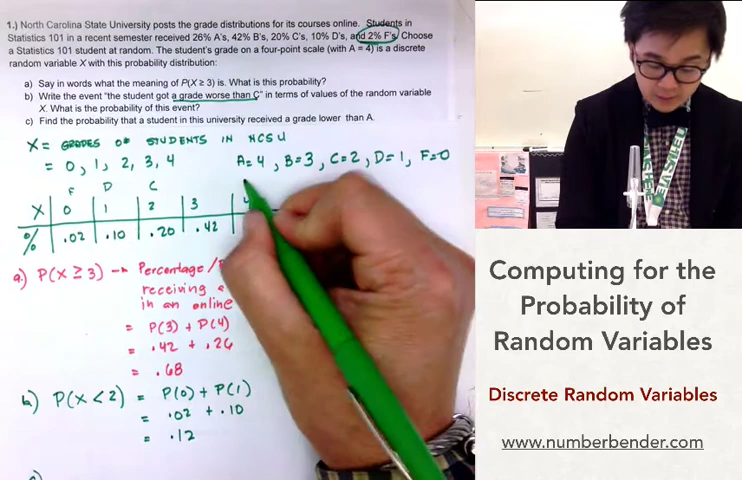 1.) North Carolina State University posts the grade distributions for its courses online. Students in
Statistics 101 in a recent semester received 26% A's, 42% B's, 20% C's, 10% D's, and 2% F's. Choose
a Statistics 101 student at random. The student's grade on a four-point scale (with A = 4) is a discrete
random variable X with this probability distribution:
a) Say in words what the meaning of P(X ≥ 3) is. What is this probability?
b) Write the event "the student got a grade worse than C" in terms of values of the random variable
X. What is the probability of this event?
c) Find the probability that a student in this university received a grade lower than A.
X = GRADES OF STUDENTS IN NCSU
= 0, 1, 2, 3, 4
A=4, B=3, C=2, D=1, F=0
F D C
X 0 1 2 3 4
% .02 .10 .20 .42
a.) P(X ≥ 3) → Percentage/
receiving a
in an online
= P(3) + P(4)
= .42 + .26
= .68
b.) P(X < 2) = P(0) + P(1)
= .02 + .10
= .12
Computing for the
Probability of
Random Variables
Discrete Random Variables
www.numberbender.com